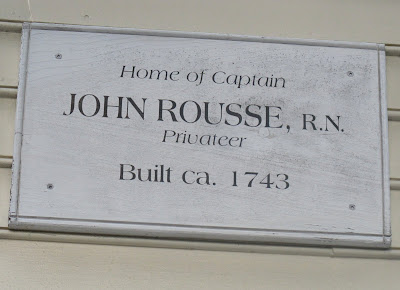 Home of Captain
JOHN ROUSSE, R.N.
Privateer
Built ca. 1743